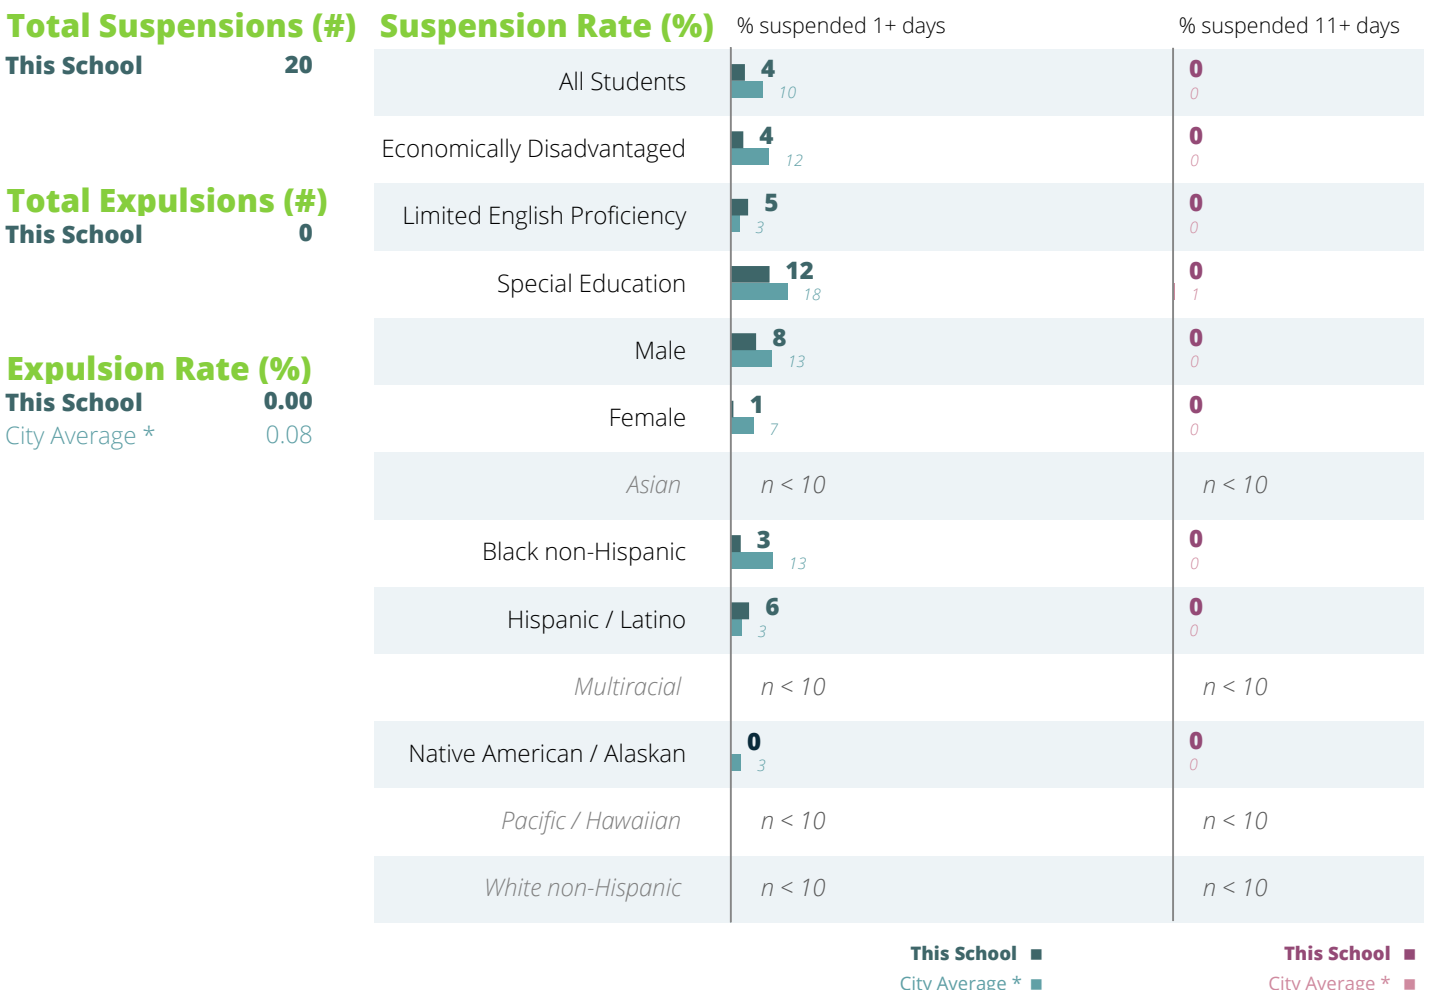 Total Suspensions (#)
This School 20
Total Expulsions (#)
This School 0
Expulsion Rate (%)
This School 0.00
City Average * 0.08
Suspension Rate (%) % suspended 1+ days % suspended 11+ days
All Students 4 0
10 0
Economically Disadvantaged 4 0
12 0
Limited English Proficiency 5 0
3 0
Special Education 12 0
18 1
Male 8 0
13 0
Female 1 0
7 0
Asian n < 10 n < 10
Black non-Hispanic 3 0
13 0
Hispanic / Latino 6 0
3 0
Multiracial n < 10 n < 10
Native American / Alaskan 0 0
3 0
Pacific / Hawaiian n < 10 n < 10
White non-Hispanic n < 10 n < 10
This School This School
City Average * City Average *